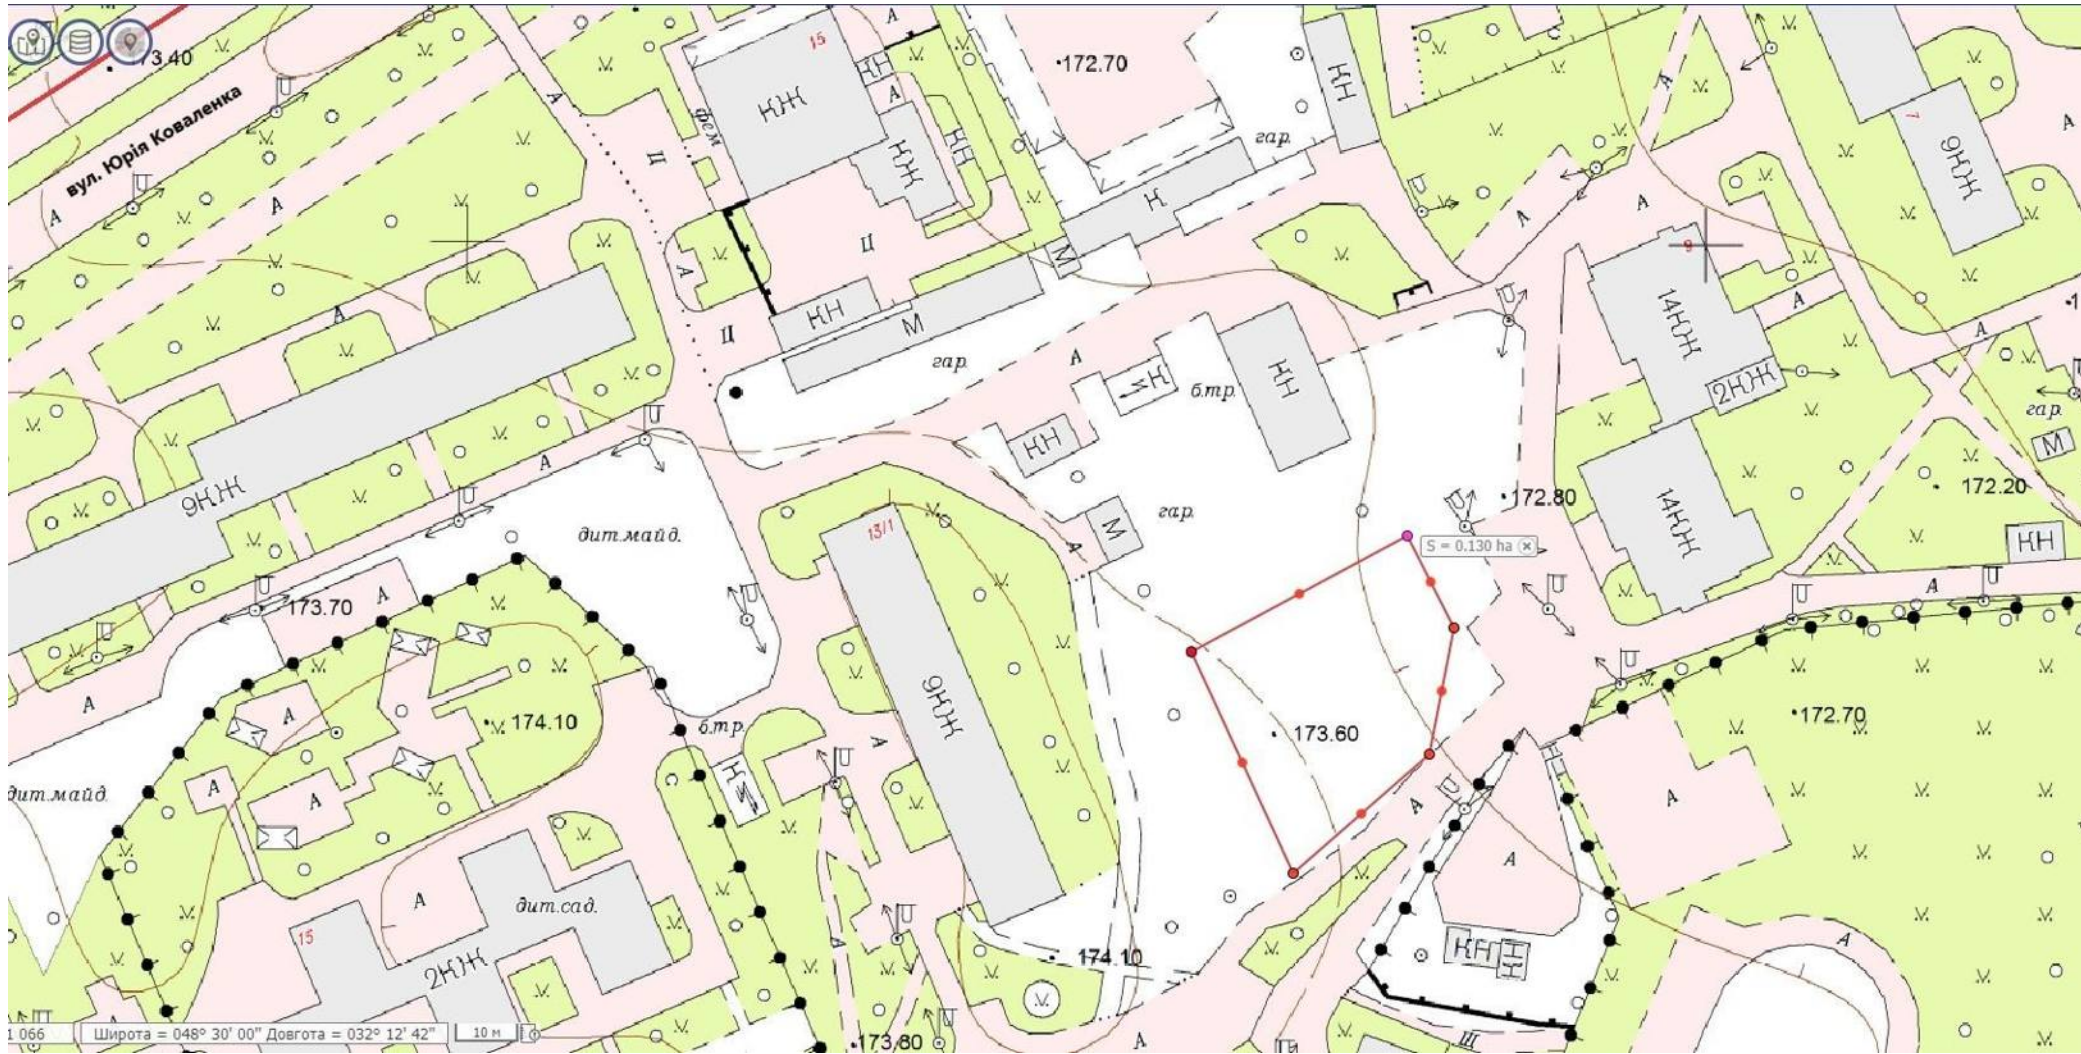 173.40
вул. Юрія Коваленка
А
А
А
А
15
КЖ
КН
А
КЖ
КН
фем
Ц
Ц
А
Ц
172.70
гар.
КН
Н
М
КН
М
гар.
А
7
9КЖ
А
9
14КЖ
2КЖ
14КЖ
А
А
А
А
гар.
М
172.20
КН
А
КН
КН
б.тр.
КН
М
гар.
172.80
S = 0.130 ha
9КЖ
А
дит.майд.
13/1
9КЖ
А
173.70
А
А
А
А
А
174.10
б.тр.
дит.майд.
173.60
172.70
А
А
А
КН
15
дит.сад.
2КЖ
А
А
174.10
А
Ш
173.80
А
1 066
Широта = 048° 30' 00" Довгота = 032° 12' 42"
10 м